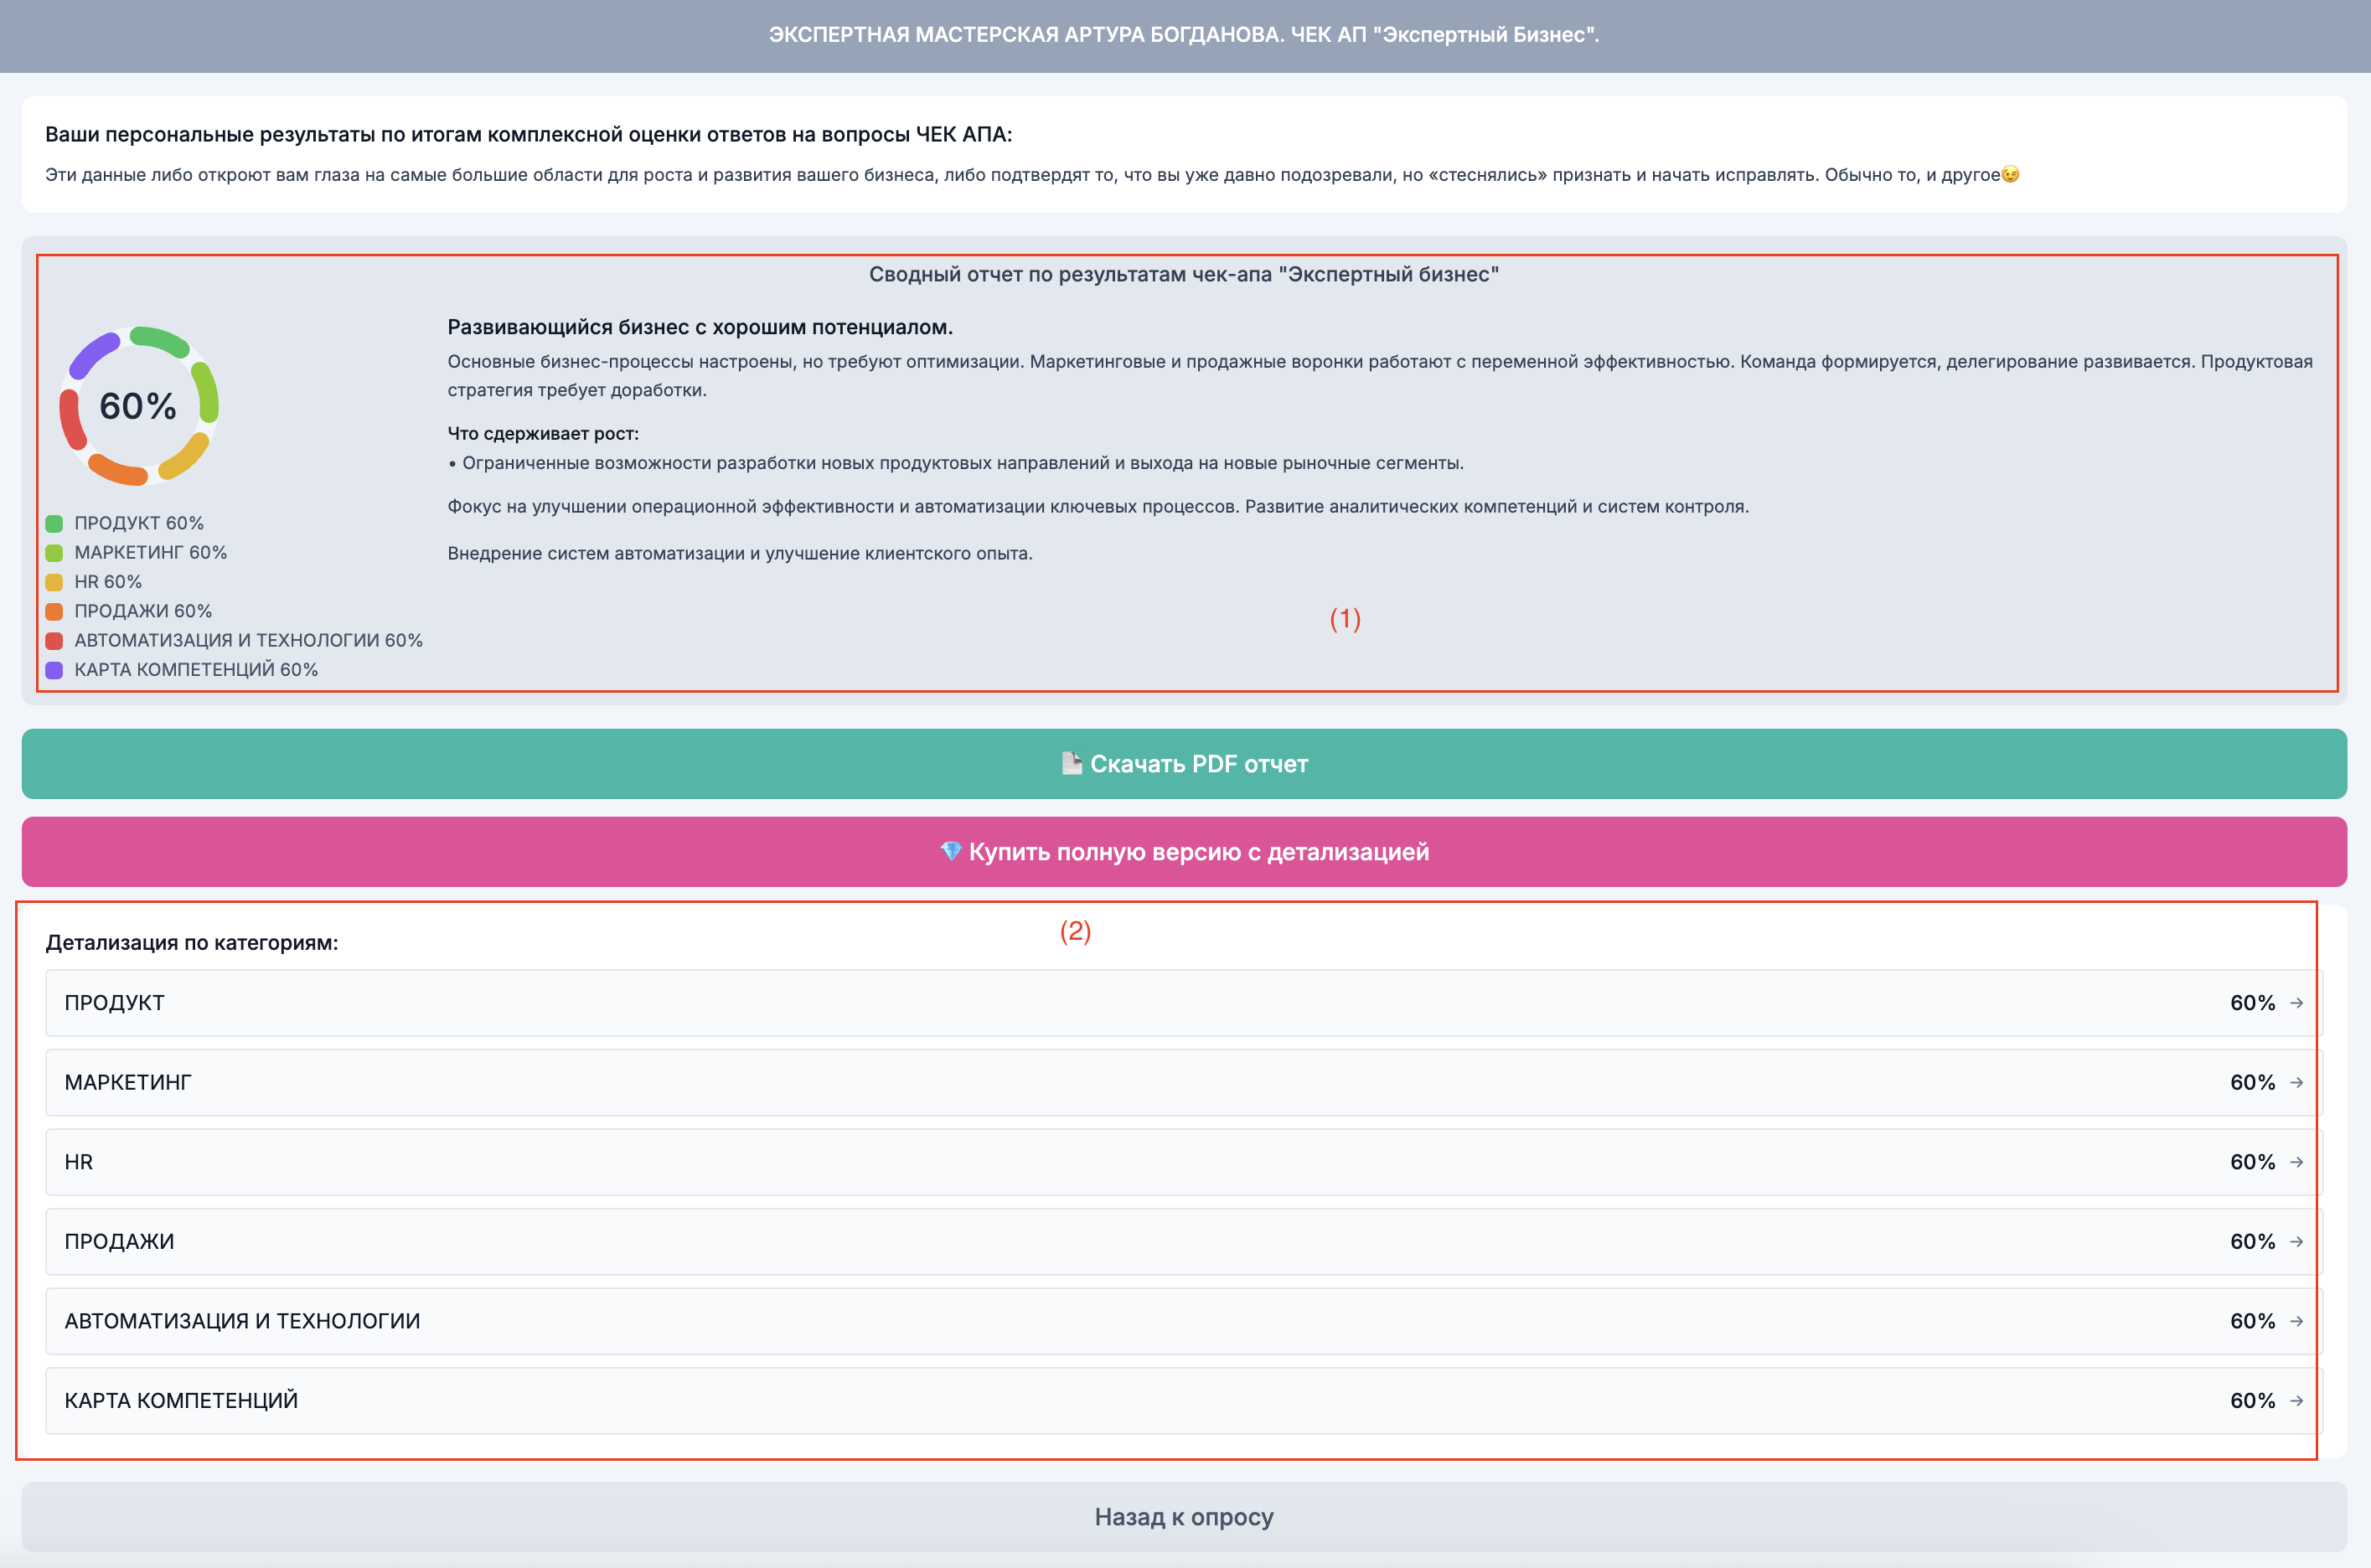 ЭКСПЕРТНАЯ МАСТЕРСКАЯ АРТУРА БОГДАНОВА. ЧЕК АП "Экспертный Бизнес".
Ваши персональные результаты по итогам комплексной оценки ответов на вопросы ЧЕК АПА:
Эти данные либо откроют вам глаза на самые большие области для роста и развития вашего бизнеса, либо подтвердят то, что вы уже давно подозревали, но «стеснялись» признать и начать исправлять. Обычно то, и другое😉
Сводный отчет по результатам чек-апа "Экспертный бизнес"
60%
ПРОДУКТ 60%
МАРКЕТИНГ 60%
HR 60%
ПРОДАЖИ 60%
АВТОМАТИЗАЦИЯ И ТЕХНОЛОГИИ 60%
КАРТА КОМПЕТЕНЦИЙ 60%
Развивающийся бизнес с хорошим потенциалом.
Основные бизнес-процессы настроены, но требуют оптимизации. Маркетинговые и продажные воронки работают с переменной эффективностью. Команда формируется, делегирование развивается. Продуктовая
стратегия требует доработки.
Что сдерживает рост:
• Ограниченные возможности разработки новых продуктовых направлений и выхода на новые рыночные сегменты.
Фокус на улучшении операционной эффективности и автоматизации ключевых процессов. Развитие аналитических компетенций и систем контроля.
Внедрение систем автоматизации и улучшение клиентского опыта.
(1)
📄 Скачать PDF отчет
💎 Купить полную версию с детализацией
(2)
Детализация по категориям:
ПРОДУКТ 60% →
МАРКЕТИНГ 60% →
HR 60% →
ПРОДАЖИ 60% →
АВТОМАТИЗАЦИЯ И ТЕХНОЛОГИИ 60% →
КАРТА КОМПЕТЕНЦИЙ 60% →
Назад к опросу